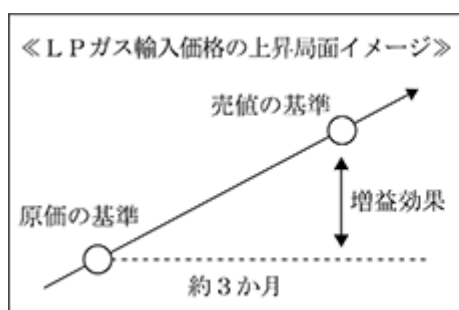 ≪ＬＰガス輸入価格の上昇局面イメージ≫
売値の基準
増益効果
原価の基準
約３か月